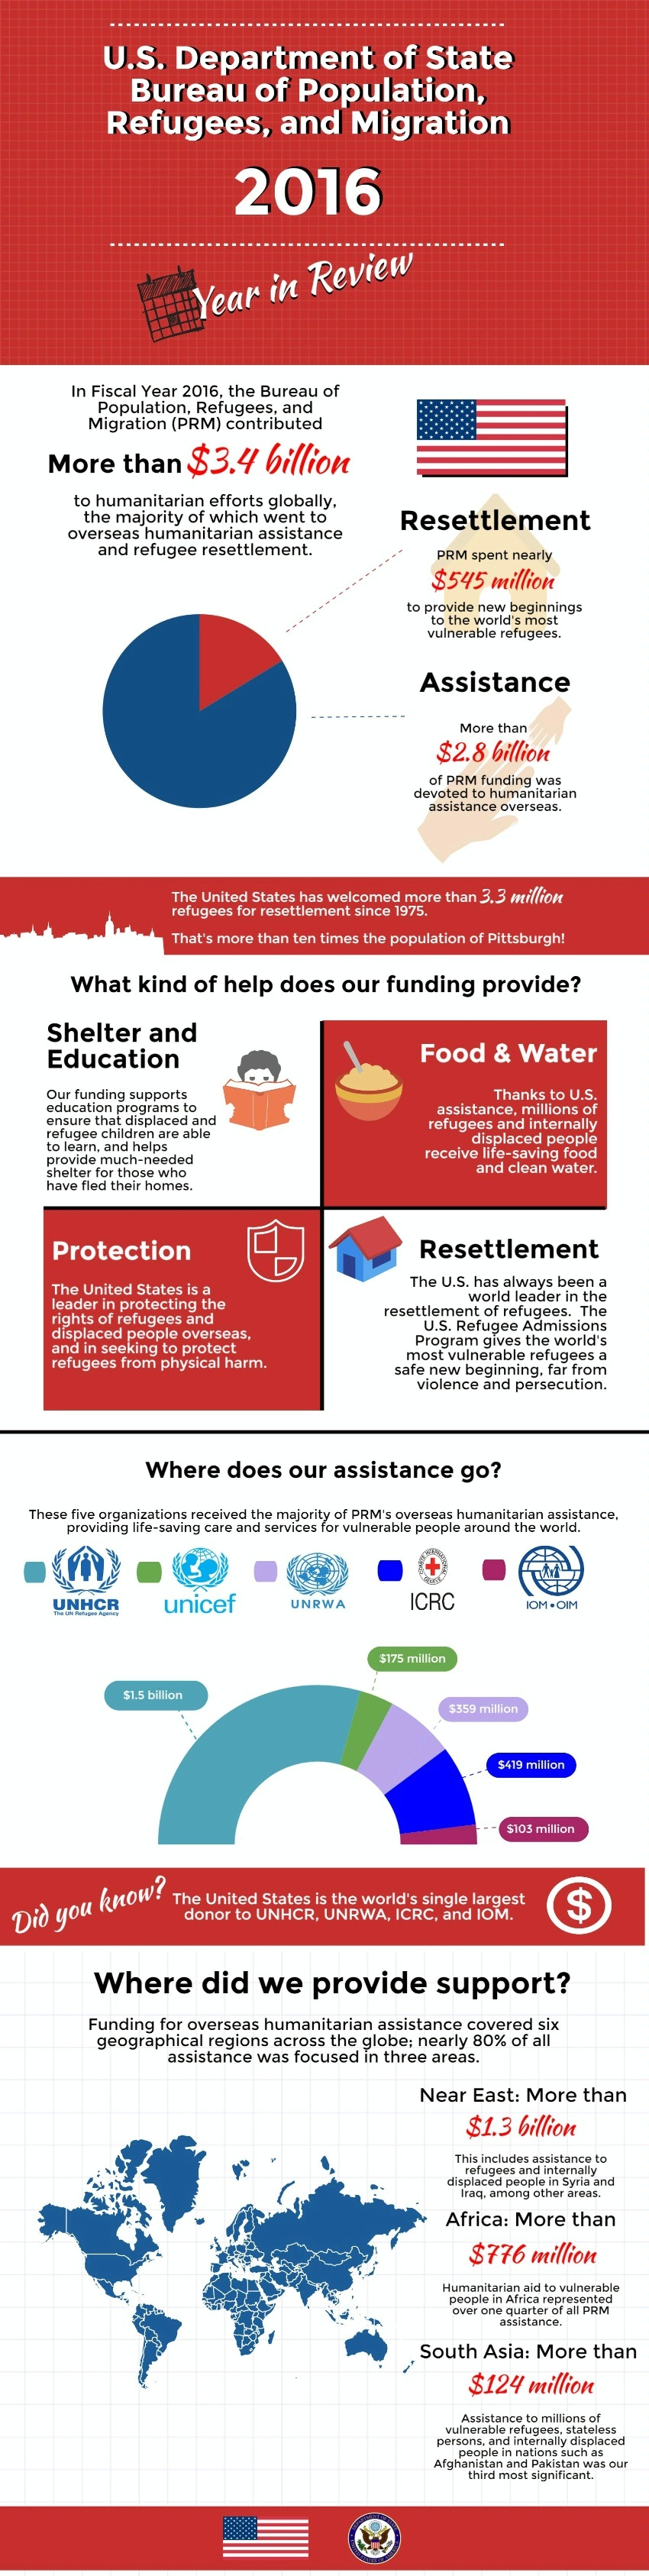 U.S. Department of State
Bureau of Population,
Refugees, and Migration
2016
Year in Review
In Fiscal Year 2016, the Bureau of
Population, Refugees, and
Migration (PRM) contributed
More than $3.4 billion
to humanitarian efforts globally,
the majority of which went to
overseas humanitarian assistance
and refugee resettlement.
Resettlement
PRM spent nearly
$545 million
to provide new beginnings
to the world's most
vulnerable refugees.
Assistance
More than
$2.8 billion
of PRM funding was
devoted to humanitarian
assistance overseas.
The United States has welcomed more than 3.3 million
refugees for resettlement since 1975.
That's more than ten times the population of Pittsburgh!
What kind of help does our funding provide?
Shelter and
Education
Our funding supports
education programs to
ensure that displaced and
refugee children are able
to learn, and helps
provide much-needed
shelter for those who
have fled their homes.
Food & Water
Thanks to U.S.
assistance, millions of
refugees and internally
displaced people
receive life-saving food
and clean water.
Protection
The United States is a
leader in protecting the
rights of refugees and
displaced people overseas,
and in seeking to protect
refugees from physical harm.
Resettlement
The U.S. has always been a
world leader in the
resettlement of refugees. The
U.S. Refugee Admissions
Program gives the world's
most vulnerable refugees a
safe new beginning, far from
violence and persecution.
Where does our assistance go?
These five organizations received the majority of PRM's overseas humanitarian assistance,
providing life-saving care and services for vulnerable people around the world.
UNHCR
The UN Refugee Agency
unicef
UNRWA
ICRC
IOM • OIM
$175 million
$1.5 billion
$359 million
$419 million
$103 million
Did you know?
The United States is the world's single largest
donor to UNHCR, UNRWA, ICRC, and IOM.
$
Where did we provide support?
Funding for overseas humanitarian assistance covered six
geographical regions across the globe; nearly 80% of all
assistance was focused in three areas.
Near East: More than
$1.3 billion
This includes assistance to
refugees and internally
displaced people in Syria and
Iraq, among other areas.
Africa: More than
$776 million
Humanitarian aid to vulnerable
people in Africa represented
over one quarter of all PRM
assistance.
South Asia: More than
$124 million
Assistance to millions of
vulnerable refugees, stateless
persons, and internally displaced
people in nations such as
Afghanistan and Pakistan was our
third most significant.